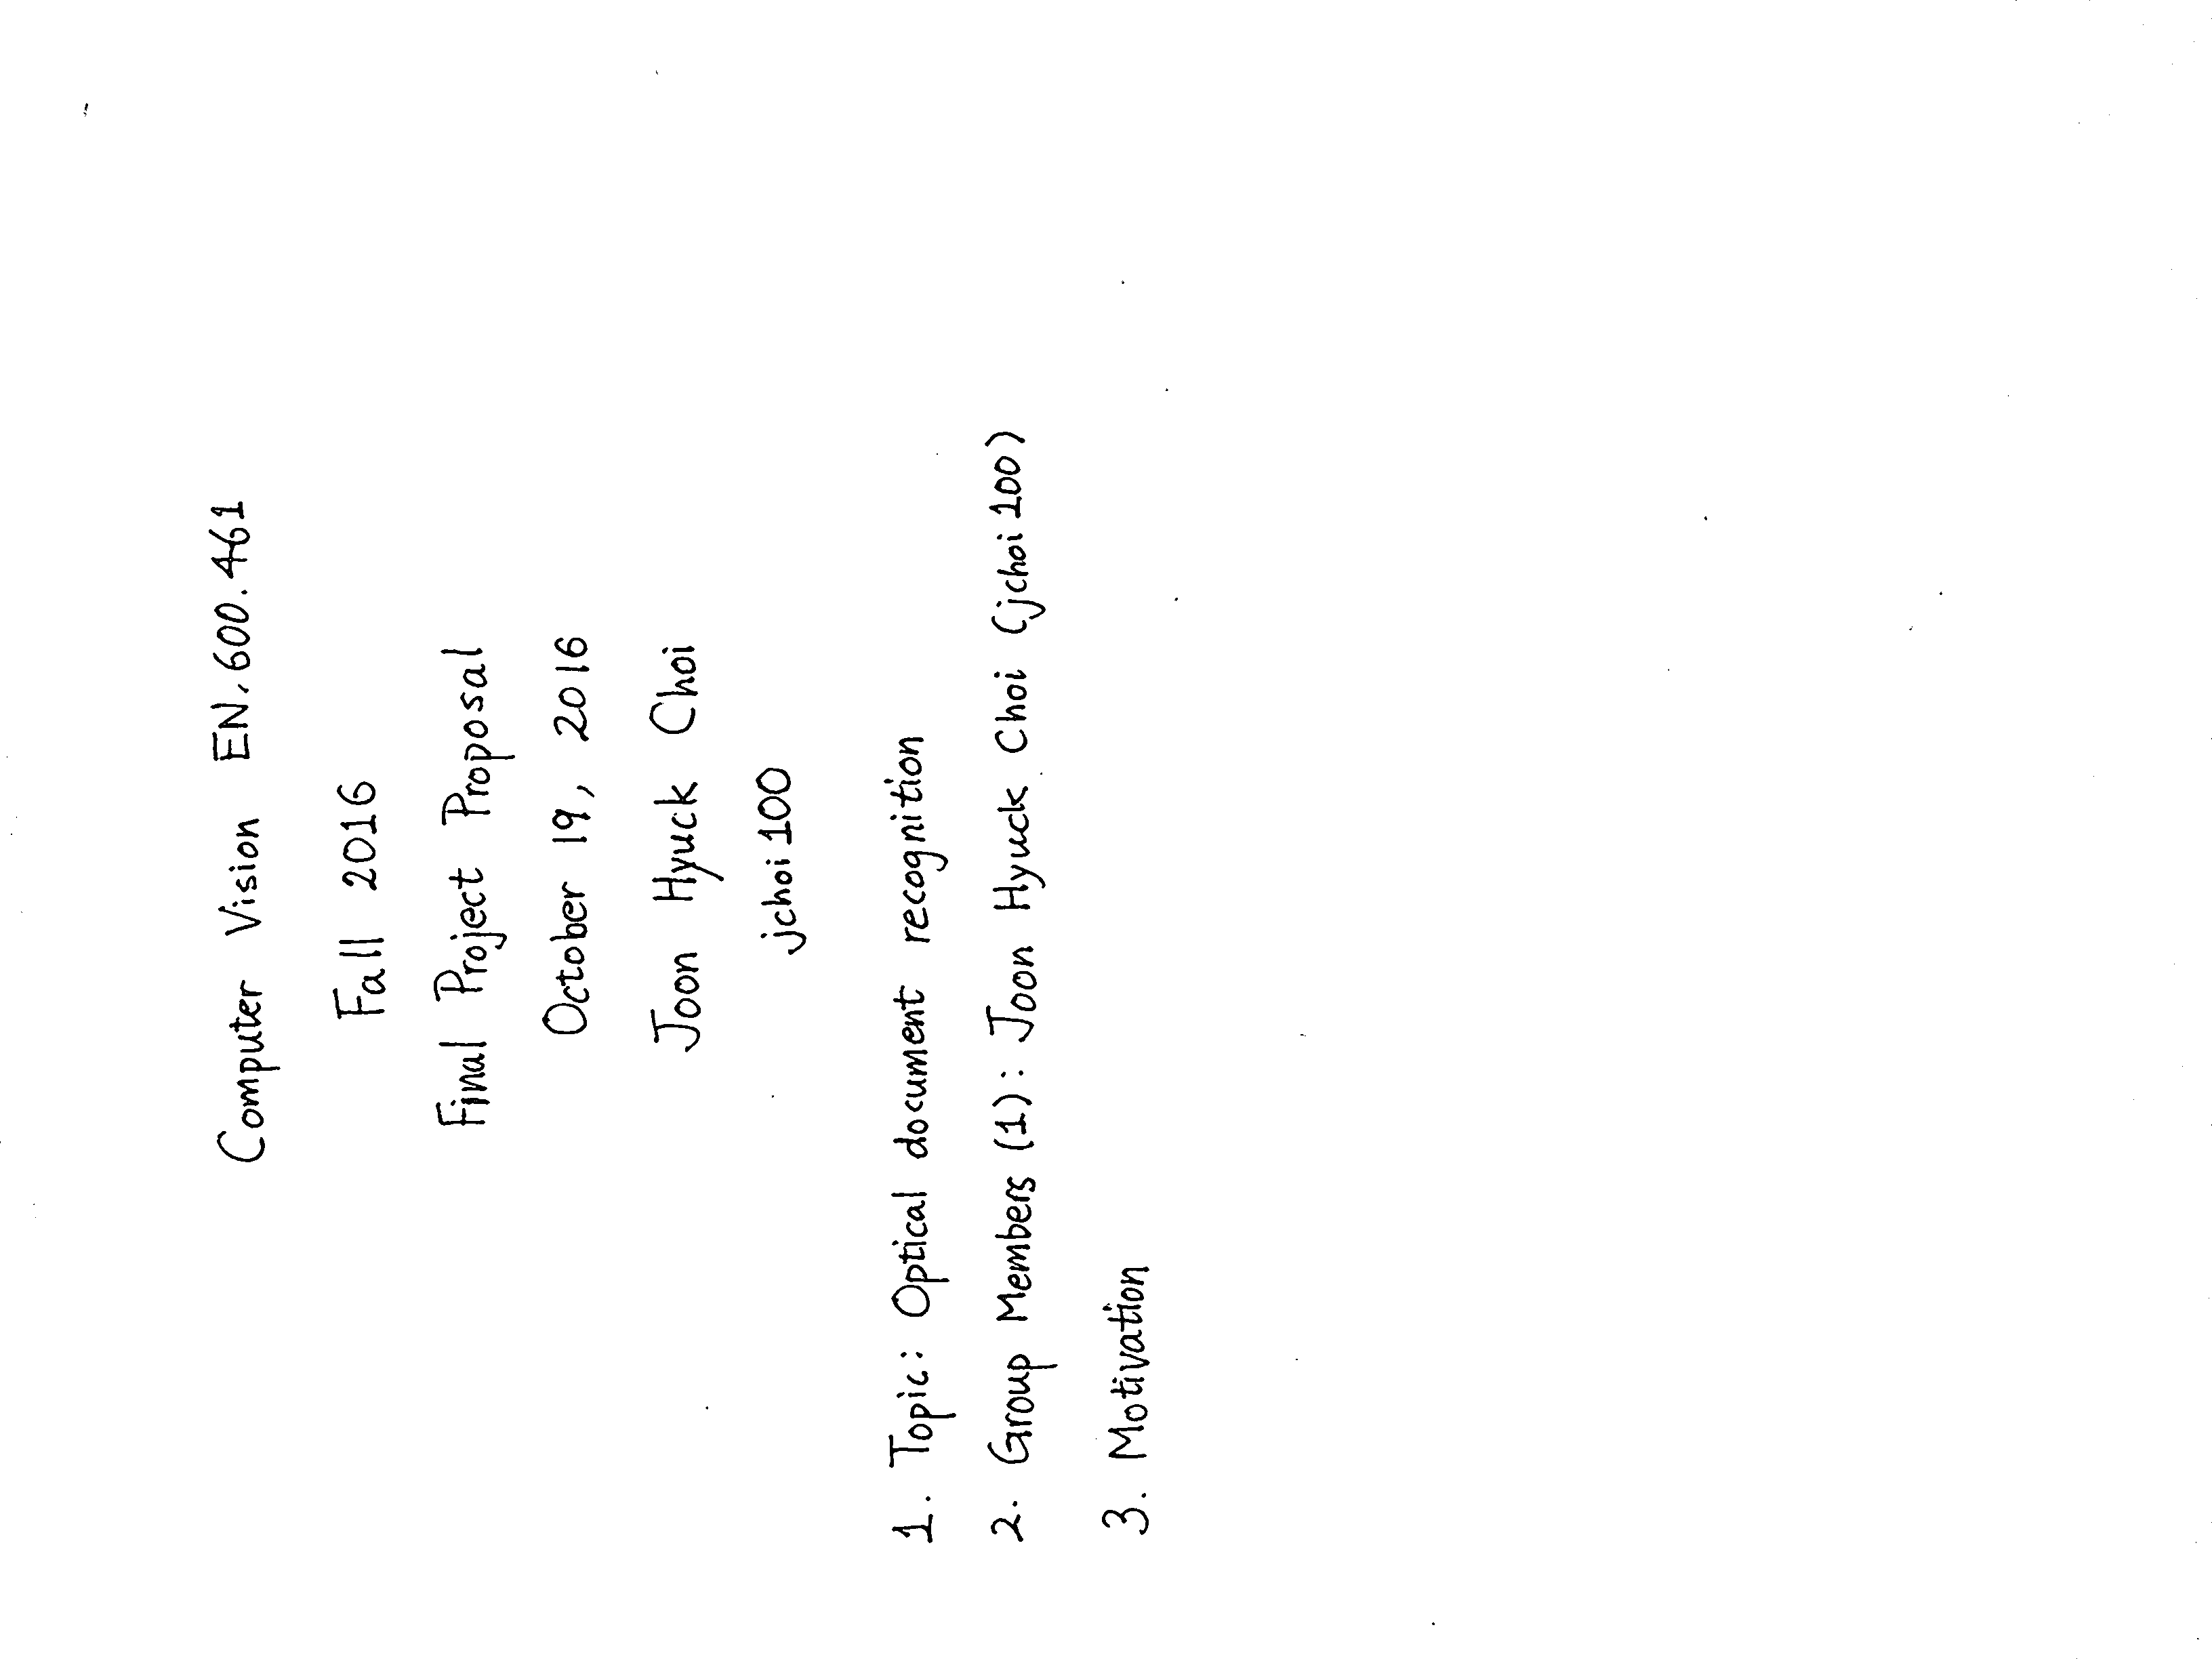 Computer Vision EN.600.461
Fall 2016
Final Project Proposal
October 19, 2016
Joon Hyuck Choi
jchoi100
1. Topic: Optical document recognition
2. Group Members (1): Joon Hyuck Choi (jchoi100)
3. Motivation